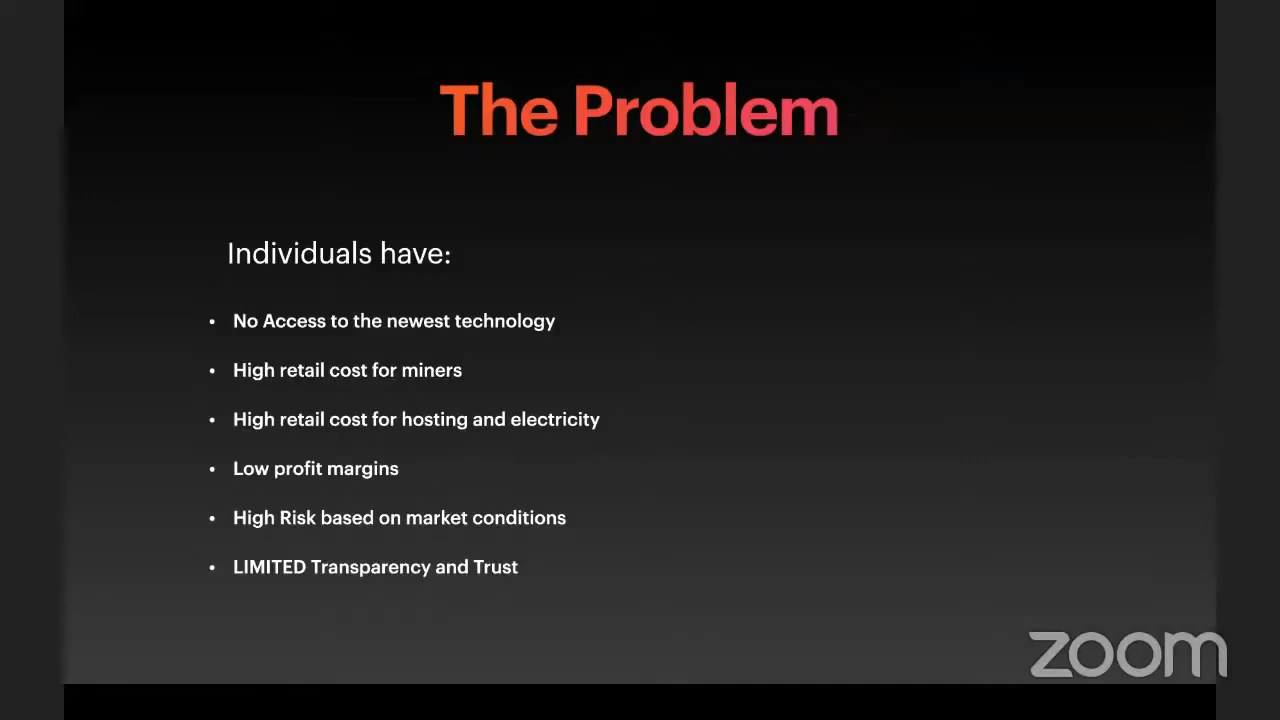 The Problem
Individuals have:
• No Access to the newest technology
• High retail cost for miners
• High retail cost for hosting and electricity
• Low profit margins
• High Risk based on market conditions
• LIMITED Transparency and Trust
zoom